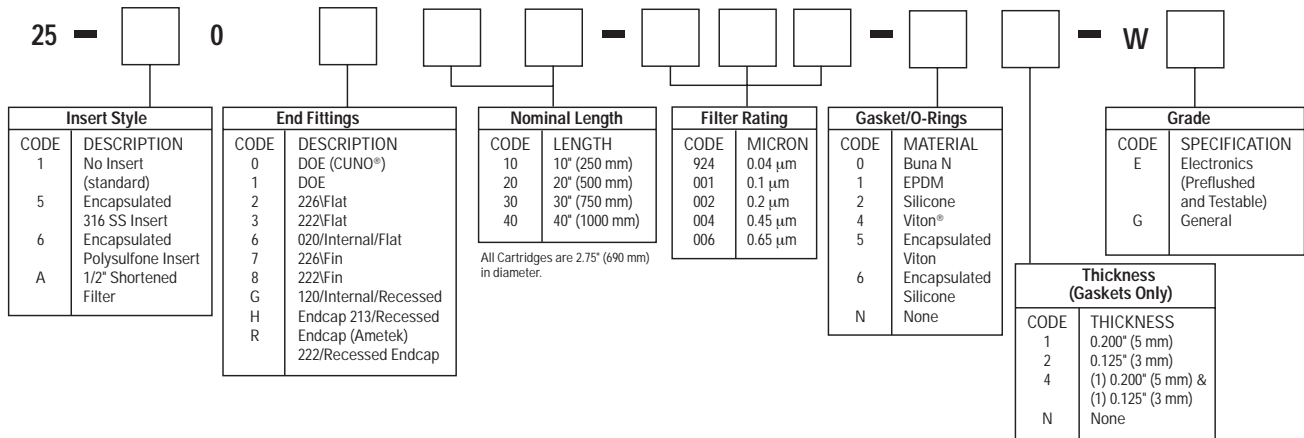 25 – 0 – – – W
Insert Style
CODE DESCRIPTION
1 No Insert
(standard)
5 Encapsulated
316 SS Insert
6 Encapsulated
Polysulfone Insert
A 1/2" Shortened
Filter
End Fittings
CODE DESCRIPTION
0 DOE (CUNO®)
1 DOE
2 226\Flat
3 222\Flat
6 020/Internal/Flat
7 226\Fin
8 222\Fin
G 120/Internal/Recessed
H Endcap 213/Recessed
R Endcap (Ametek)
222/Recessed Endcap
Nominal Length
CODE LENGTH
10 10" (250 mm)
20 20" (500 mm)
30 30" (750 mm)
40 40" (1000 mm)
All Cartridges are 2.75" (690 mm)
in diameter.
Filter Rating
CODE MICRON
924 0.04 µm
001 0.1 µm
002 0.2 µm
004 0.45 µm
006 0.65 µm
Gasket/O-Rings
CODE MATERIAL
0 Buna N
1 EPDM
2 Silicone
4 Viton®
5 Encapsulated
Viton
6 Encapsulated
Silicone
N None
Thickness
(Gaskets Only)
CODE THICKNESS
1 0.200" (5 mm)
2 0.125" (3 mm)
4 (1) 0.200" (5 mm) &
(1) 0.125" (3 mm)
N None
Grade
CODE SPECIFICATION
E Electronics
(Preflushed
and Testable)
G General